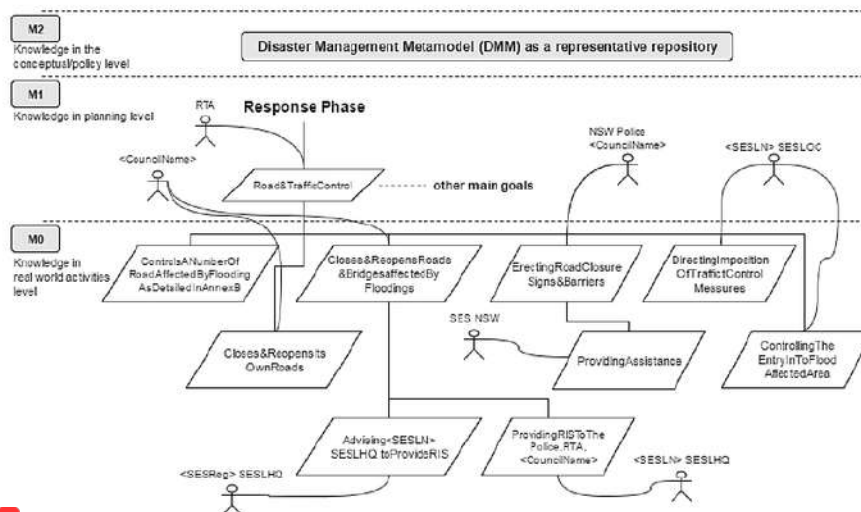 M2
Knowledge in the
conceptual/policy level
Disaster Management Metamodel (DMM) as a representative repository
M1
Knowledge in planning level
RTA
Response Phase
<CouncilName>
NSW Police
<CouncilName>
<SESLN> SESLOC
Road&TrafficControl
other main goals
M0
Knowledge in
real world activities
level
ControlsANumberOf
RoadAffectedByFlooding
AsDetailedInAnnexB
Closes&ReopensRoads
&BridgesaffectedBy
Floodings
ErectingRoadClosure
Signs&Barriers
DirectingImposition
OfTrafficControl
Measures
SES NSW
Closes&ReopensIts
OwnRoads
ProvidingAssistance
ControllingThe
EntryInToFlood
AffectedArea
Advising<SESLN>
SESLHQ toProvideRIS
ProvidingRISToThe
Police,RTA,
<CouncilName>
<SESReg> SESLHQ
<SESLN> SESLHQ